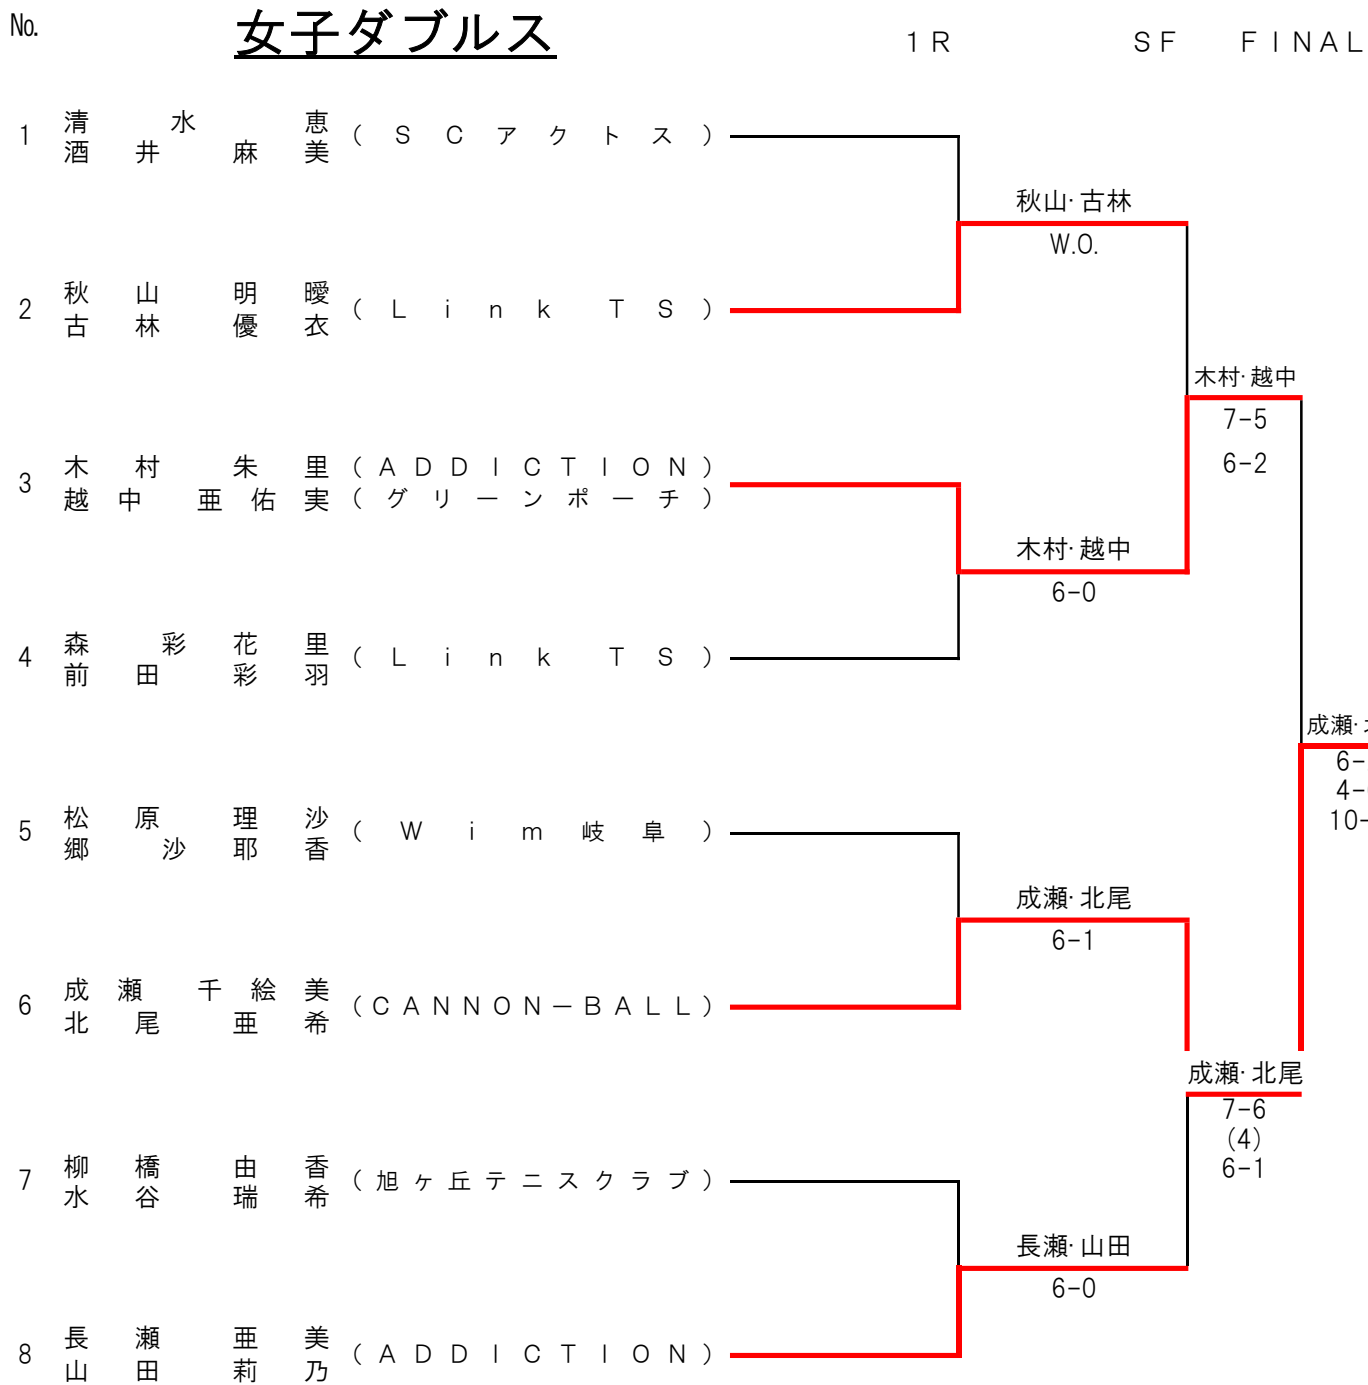 No. 女子ダブルス 1R SF FINAL
1 清水恵 (SCアクトス)
酒井麻美
秋山・古林
W.O.
2 秋山明曖 (Link TS)
古林優衣
木村・越中
7-5
6-2
3 木村朱里 (ADDICTION)
越中亜佑実 (グリーンポーチ)
木村・越中
6-0
4 森彩花里 (Link TS)
前田彩羽
成瀬・
6-
4-
10-
5 松原理沙 (Wim岐阜)
郷沙耶香
成瀬・北尾
6-1
6 成瀬千絵美 (CANNON-BALL)
北尾亜希
成瀬・北尾
7-6
(4)
6-1
7 柳橋由香 (旭ヶ丘テニスクラブ)
水谷瑞希
長瀬・山田
6-0
8 長瀬亜美 (ADDICTION)
山田莉乃